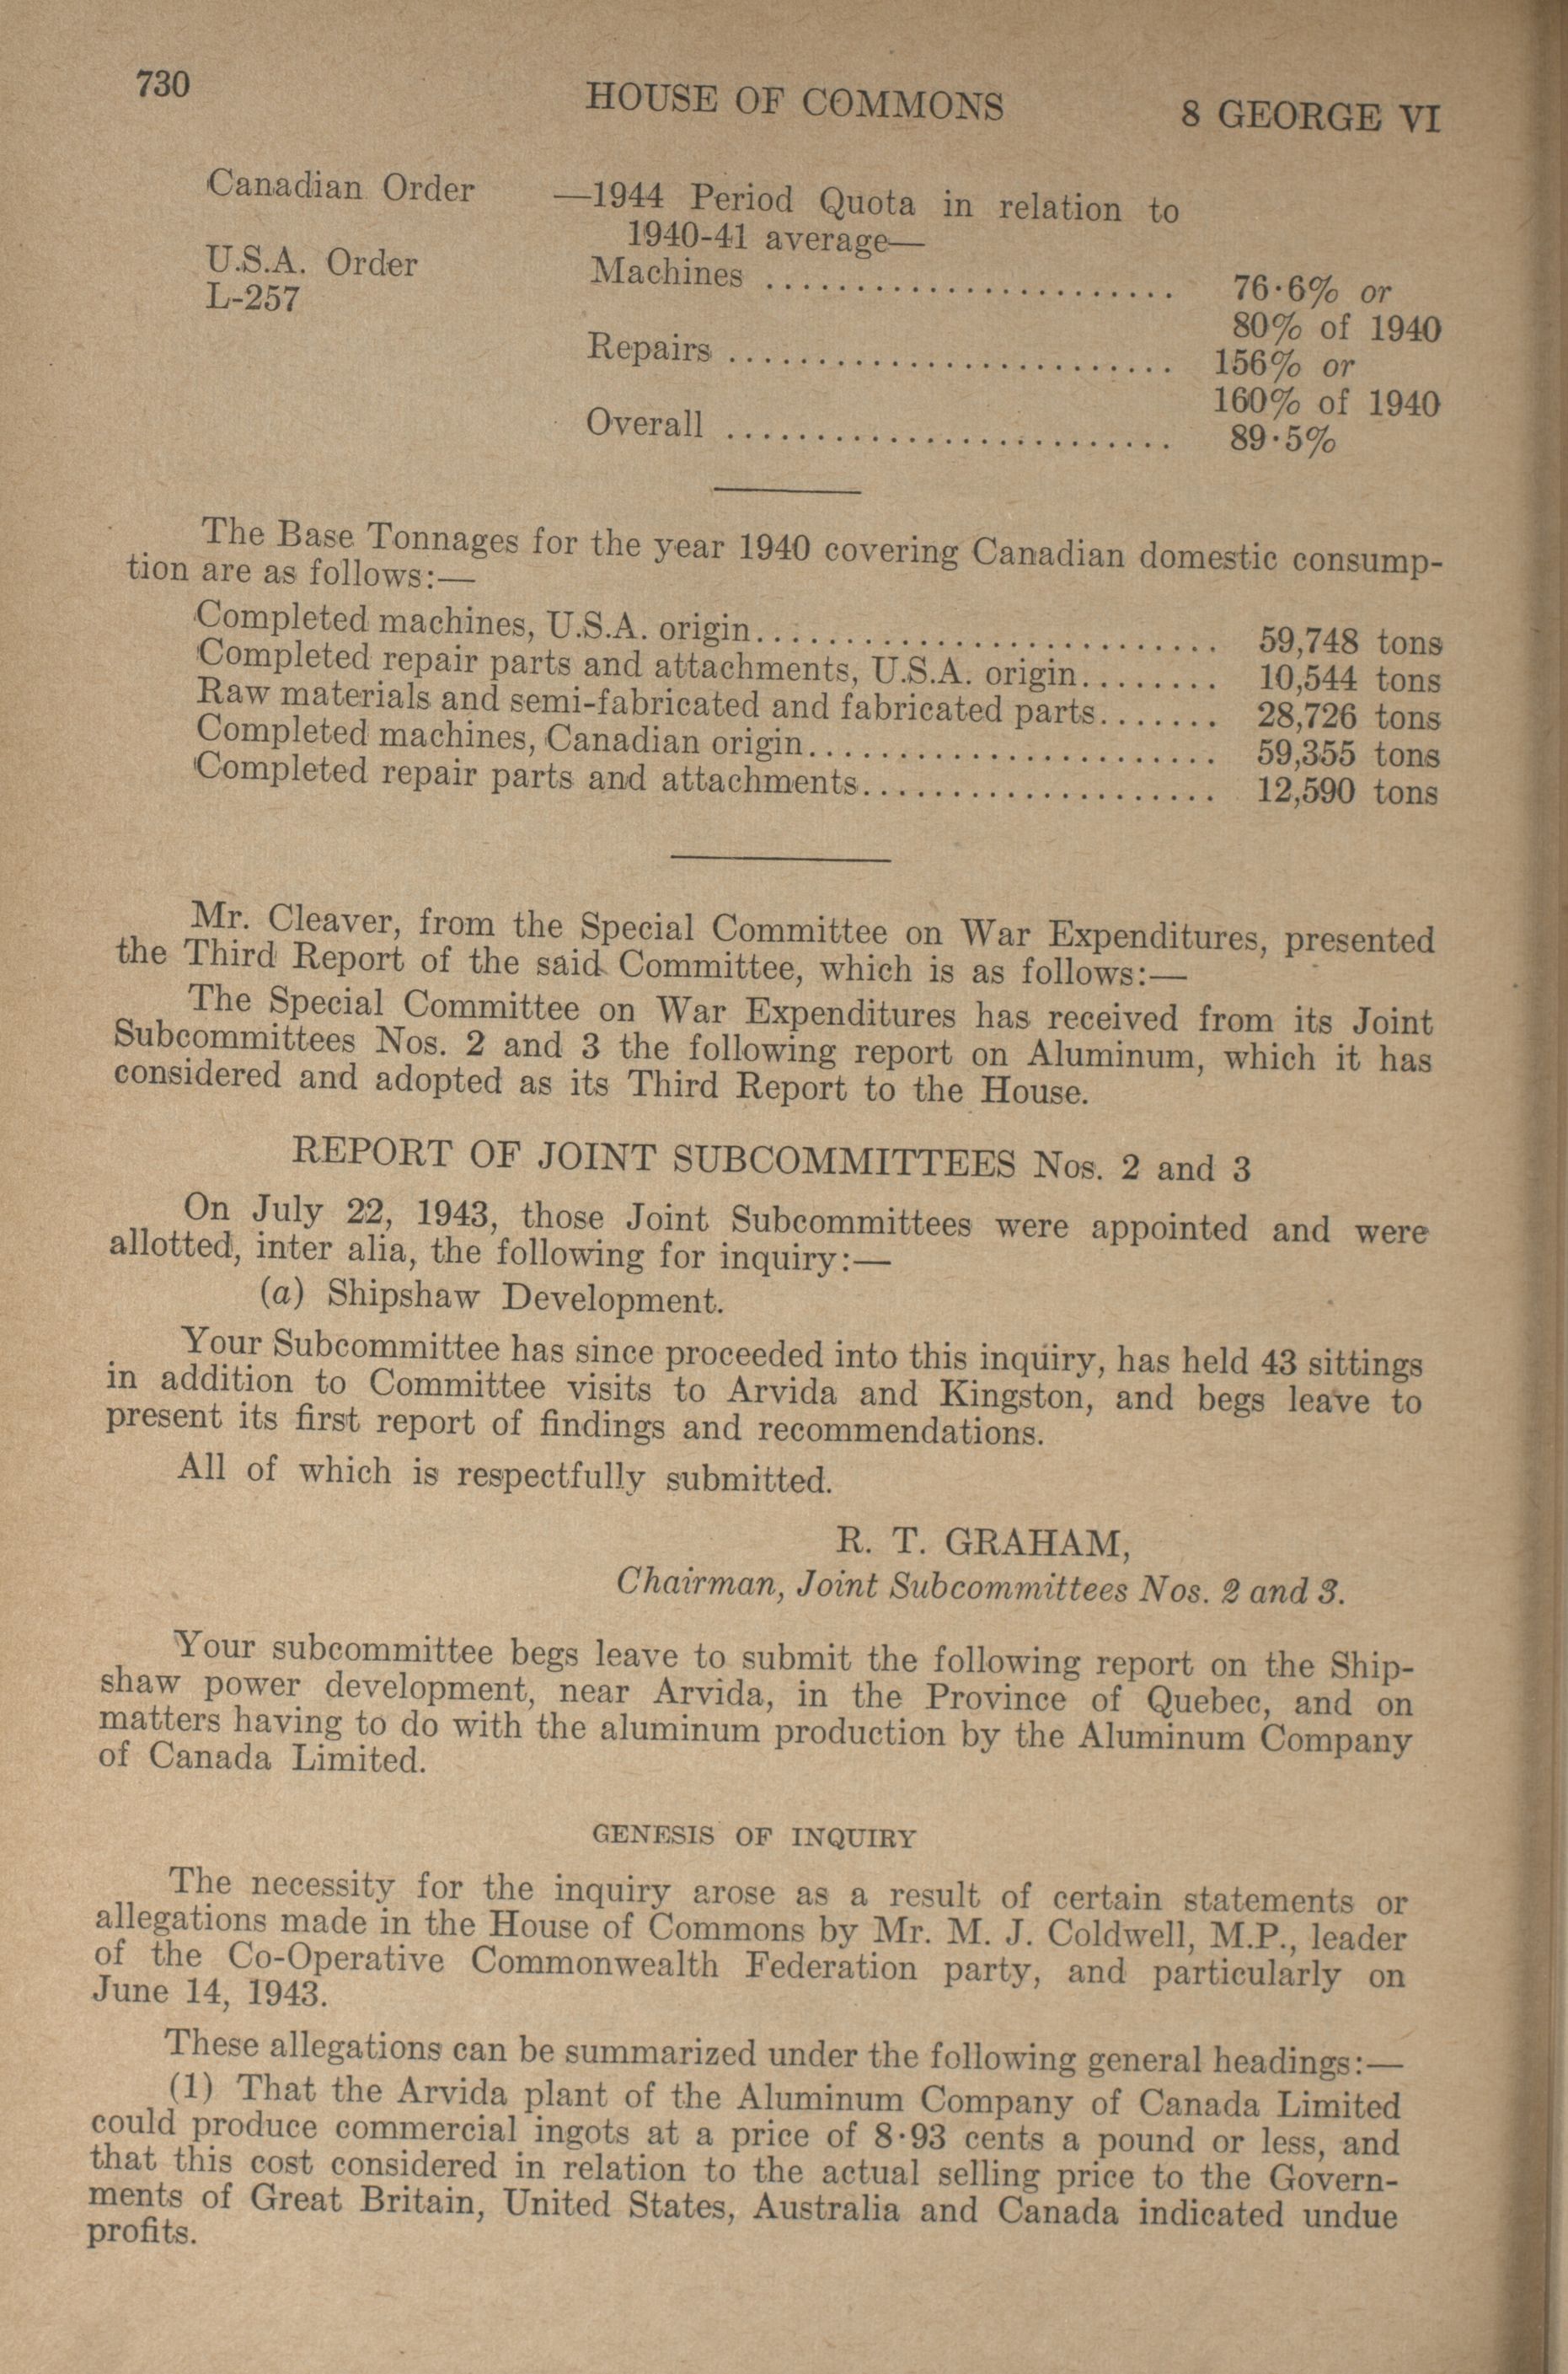 730
HOUSE OF COMMONS
8 GEORGE VI
Canadian Order —1944 Period Quota in relation to
1940-41 average—
U.S.A. Order
L-257
Machines ....................... 76·6% or
80% of 1940
Repairs ......................... 156% or
160% of 1940
Overall ......................... 89·5%
The Base Tonnages for the year 1940 covering Canadian domestic consump-
tion are as follows:—
Completed machines, U.S.A. origin.......................... 59,748 tons
Completed repair parts and attachments, U.S.A. origin........ 10,544 tons
Raw materials and semi-fabricated and fabricated parts....... 28,726 tons
Completed machines, Canadian origin....................... 59,355 tons
Completed repair parts and attachments.................... 12,590 tons
Mr. Cleaver, from the Special Committee on War Expenditures, presented
the Third Report of the said Committee, which is as follows:—
The Special Committee on War Expenditures has received from its Joint
Subcommittees Nos. 2 and 3 the following report on Aluminum, which it has
considered and adopted as its Third Report to the House.
REPORT OF JOINT SUBCOMMITTEES Nos. 2 and 3
On July 22, 1943, those Joint Subcommittees were appointed and were
allotted, inter alia, the following for inquiry:—
(a) Shipshaw Development.
Your Subcommittee has since proceeded into this inquiry, has held 43 sittings
in addition to Committee visits to Arvida and Kingston, and begs leave to
present its first report of findings and recommendations.
All of which is respectfully submitted.
R. T. GRAHAM,
Chairman, Joint Subcommittees Nos. 2 and 3.
Your subcommittee begs leave to submit the following report on the Ship-
shaw power development, near Arvida, in the Province of Quebec, and on
matters having to do with the aluminum production by the Aluminum Company
of Canada Limited.
GENESIS OF INQUIRY
The necessity for the inquiry arose as a result of certain statements or
allegations made in the House of Commons by Mr. M. J. Coldwell, M.P., leader
of the Co-Operative Commonwealth Federation party, and particularly on
June 14, 1943.
These allegations can be summarized under the following general headings:—
(1) That the Arvida plant of the Aluminum Company of Canada Limited
could produce commercial ingots at a price of 8·93 cents a pound or less, and
that this cost considered in relation to the actual selling price to the Govern-
ments of Great Britain, United States, Australia and Canada indicated undue
profits.